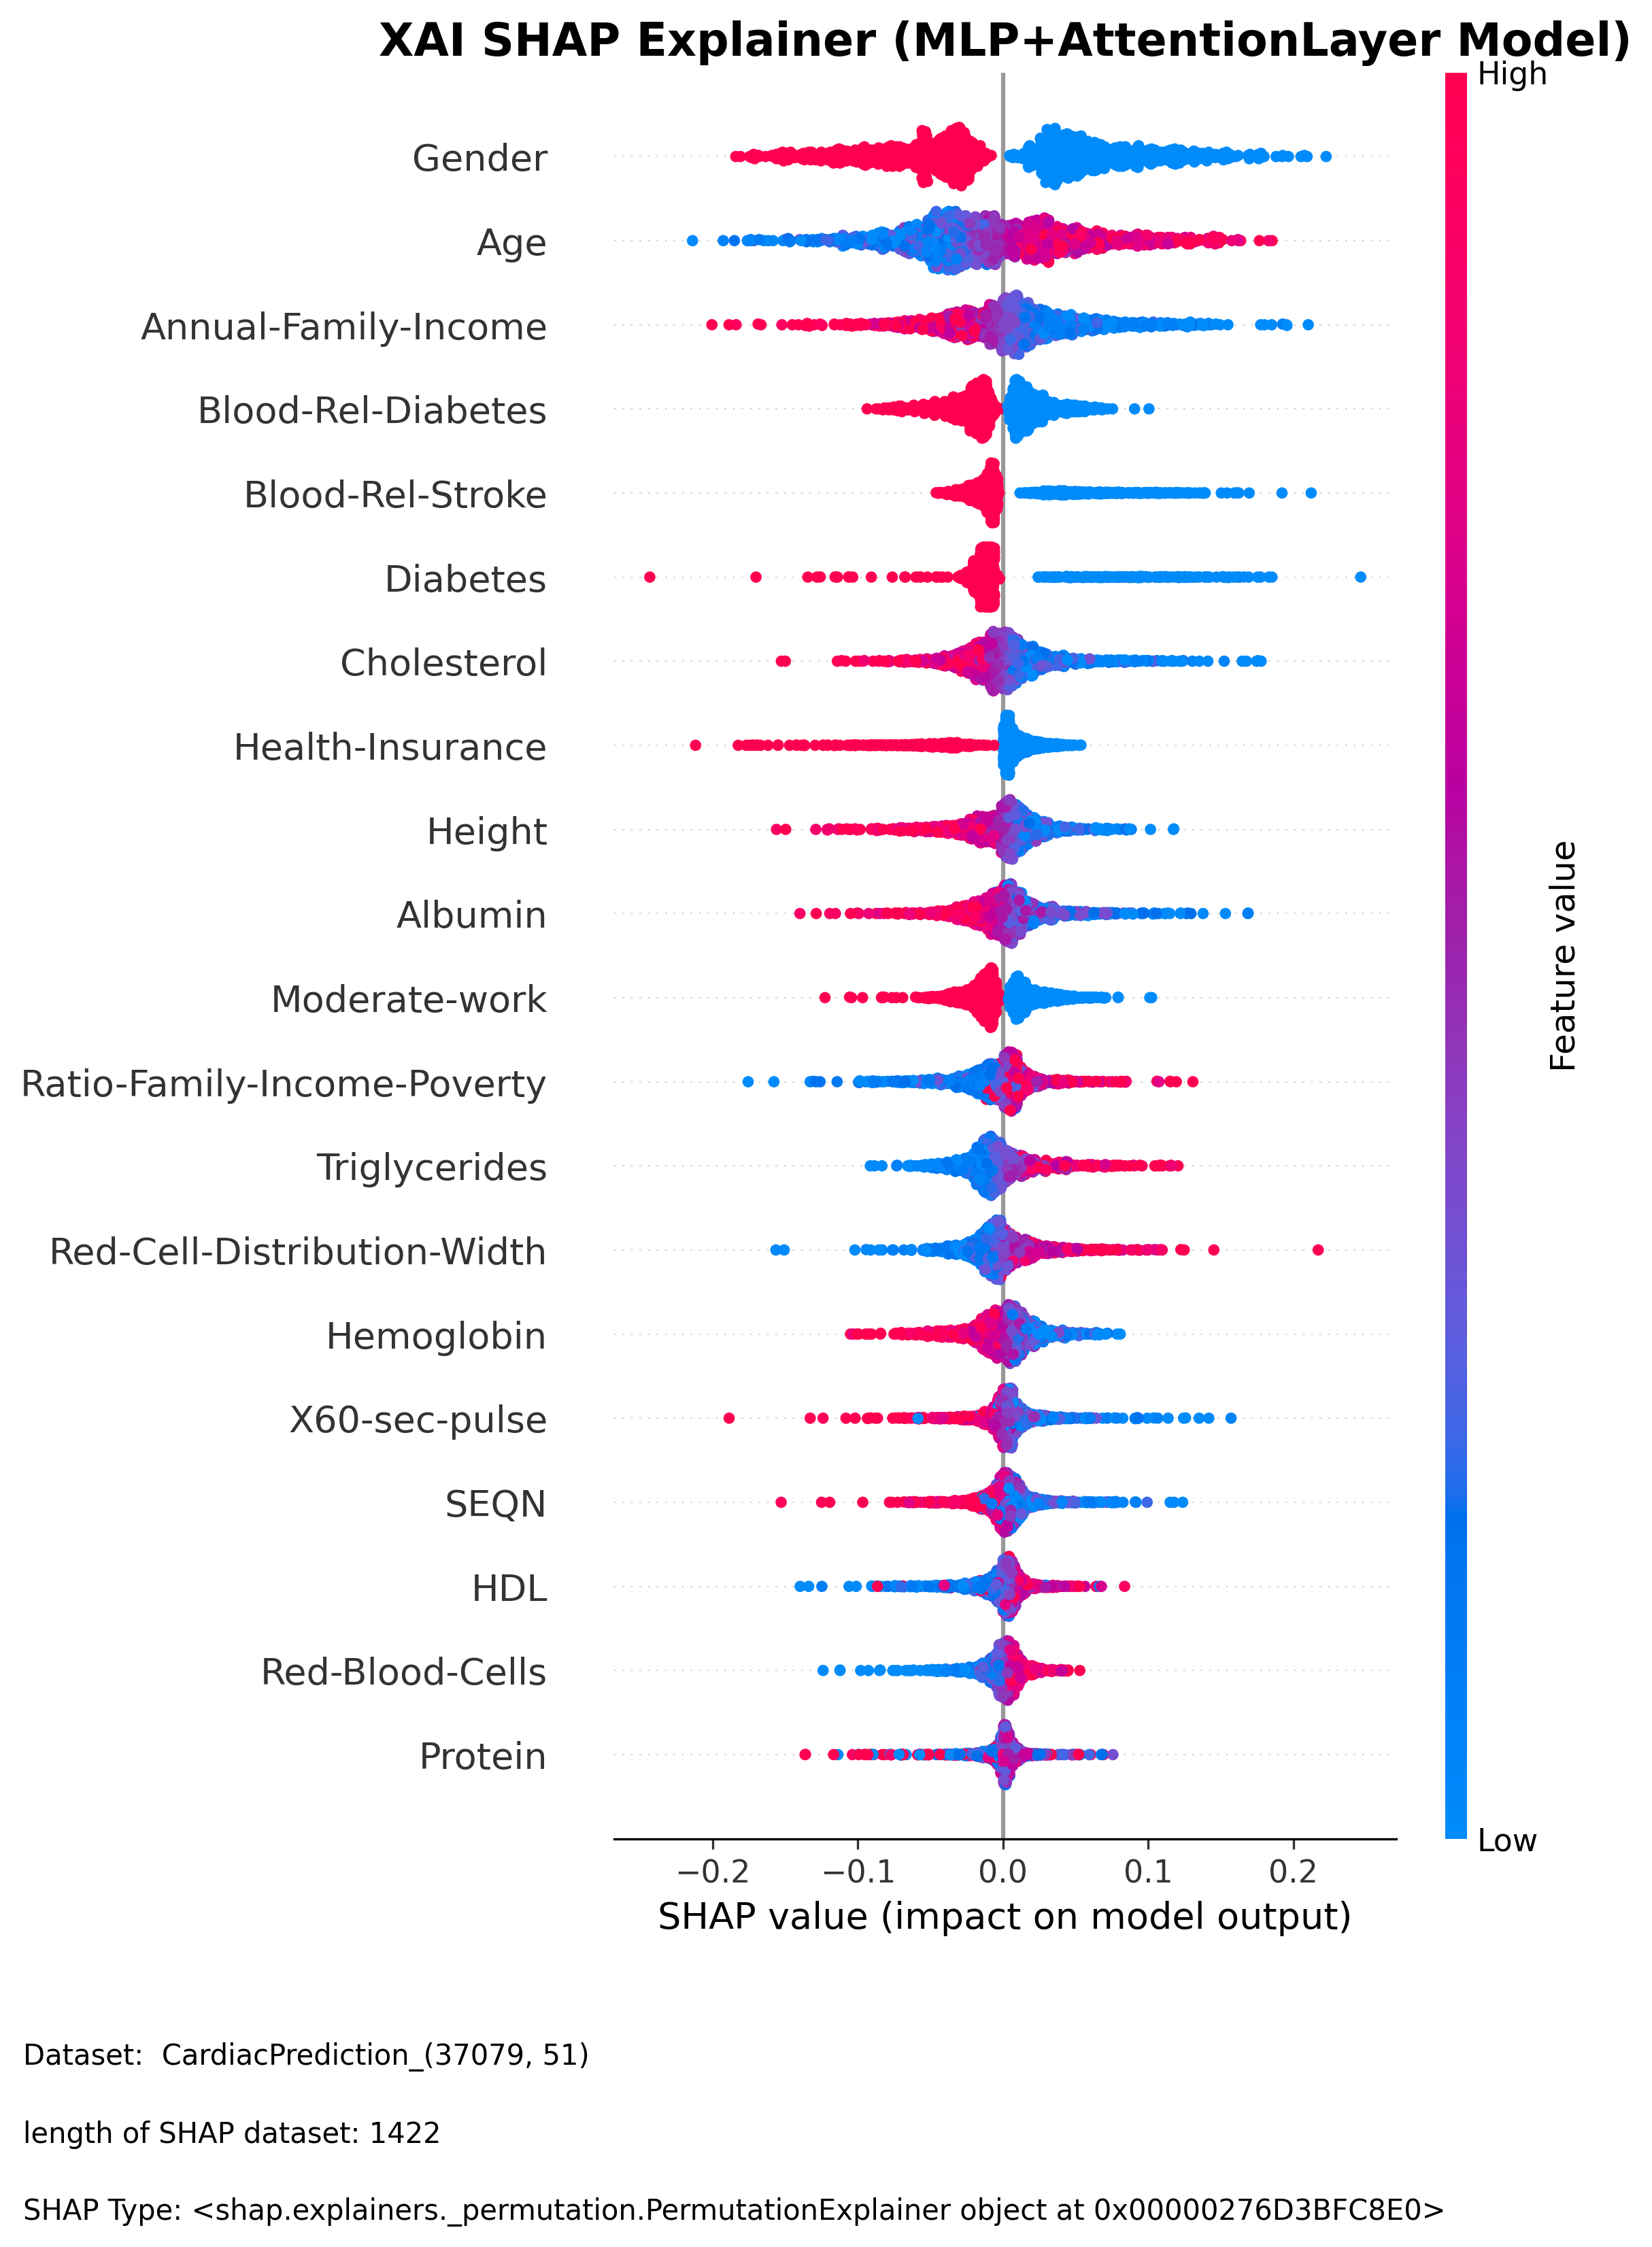 XAI SHAP Explainer (MLP+AttentionLayer Model)
High
Gender
Age
Annual-Family-Income
Blood-Rel-Diabetes
Blood-Rel-Stroke
Diabetes
Cholesterol
Health-Insurance
Height
Albumin
Moderate-work
Ratio-Family-Income-Poverty
Triglycerides
Red-Cell-Distribution-Width
Hemoglobin
X60-sec-pulse
SEQN
HDL
Red-Blood-Cells
Protein
Feature value
Low
−0.2 −0.1 0.0 0.1 0.2
SHAP value (impact on model output)
Dataset:  CardiacPrediction_(37079, 51)
length of SHAP dataset: 1422
SHAP Type: <shap.explainers._permutation.PermutationExplainer object at 0x00000276D3BFC8E0>